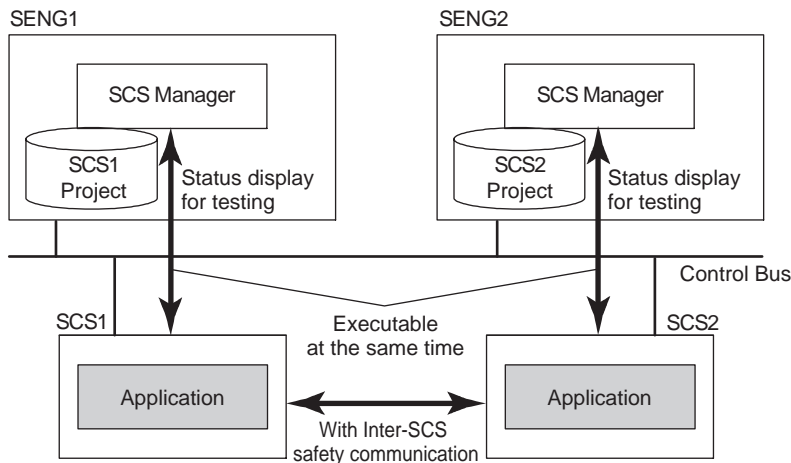 SENG1
SENG2
SCS Manager
SCS Manager
SCS1
Project
Status display
for testing
SCS2
Project
Status display
for testing
Control Bus
SCS1
Executable
at the same time
SCS2
Application
Application
With Inter-SCS
safety communication